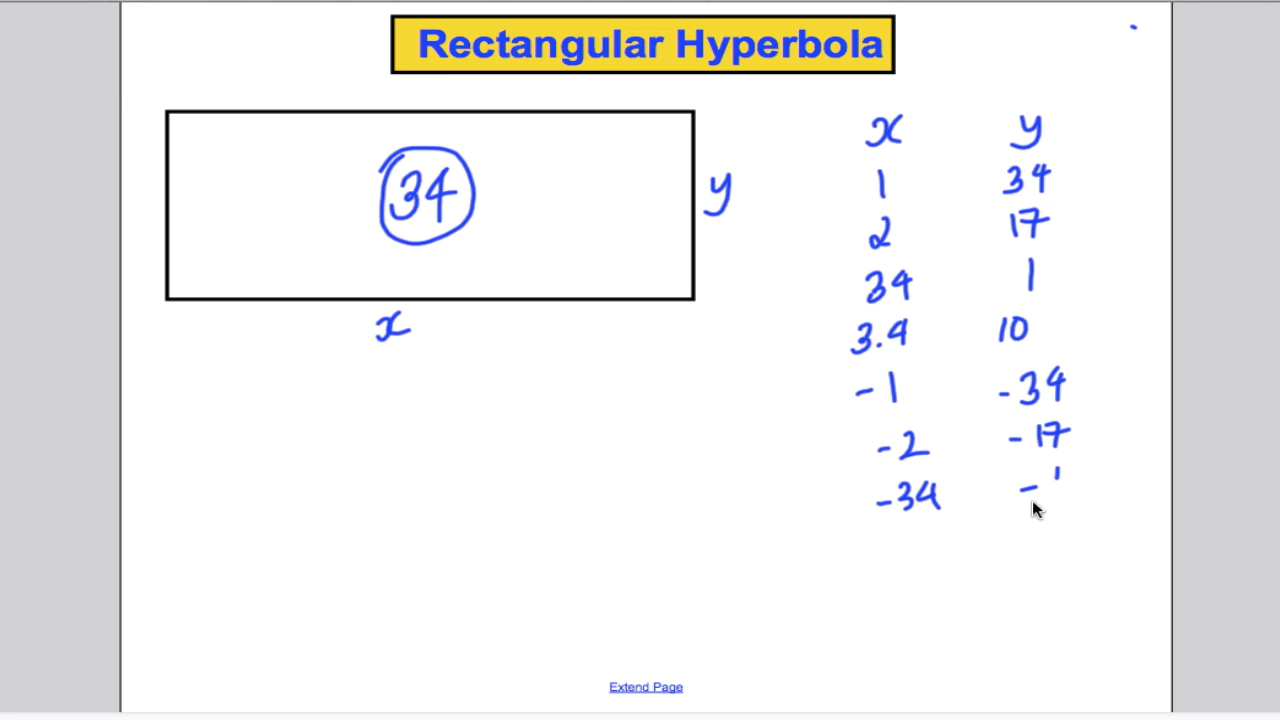 Rectangular Hyperbola
34
y
x
x y
1 34
2 17
34 1
3.4 10
-1 -34
-2 -17
-34 -1
Extend Page